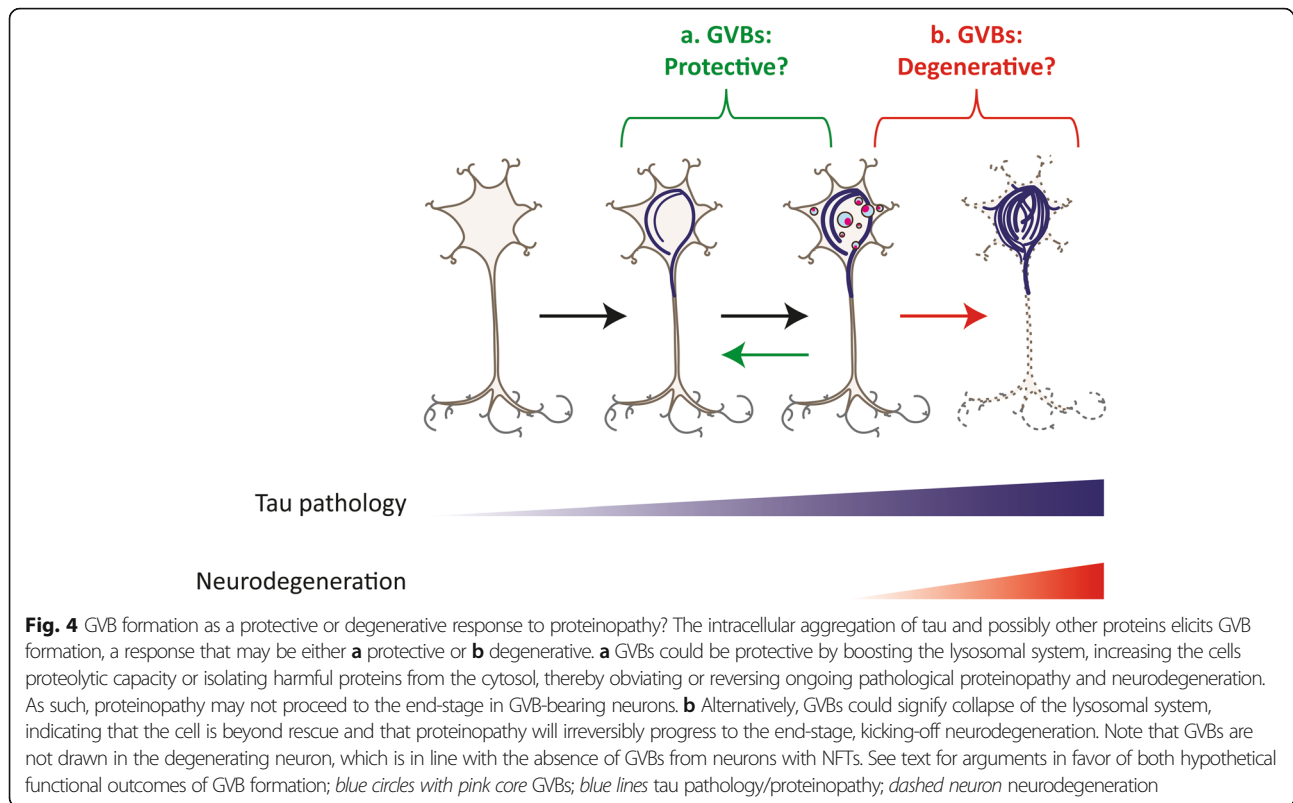 a. GVBs:
Protective?
b. GVBs:
Degenerative?
Tau pathology
Neurodegeneration
Fig. 4 GVB formation as a protective or degenerative response to proteinopathy? The intracellular aggregation of tau and possibly other proteins elicits GVB
formation, a response that may be either a protective or b degenerative. a GVBs could be protective by boosting the lysosomal system, increasing the cells
proteolytic capacity or isolating harmful proteins from the cytosol, thereby obviating or reversing ongoing pathological proteinopathy and neurodegeneration.
As such, proteinopathy may not proceed to the end-stage in GVB-bearing neurons. b Alternatively, GVBs could signify collapse of the lysosomal system,
indicating that the cell is beyond rescue and that proteinopathy will irreversibly progress to the end-stage, kicking-off neurodegeneration. Note that GVBs are
not drawn in the degenerating neuron, which is in line with the absence of GVBs from neurons with NFTs. See text for arguments in favor of both hypothetical
functional outcomes of GVB formation; blue circles with pink core GVBs; blue lines tau pathology/proteinopathy; dashed neuron neurodegeneration